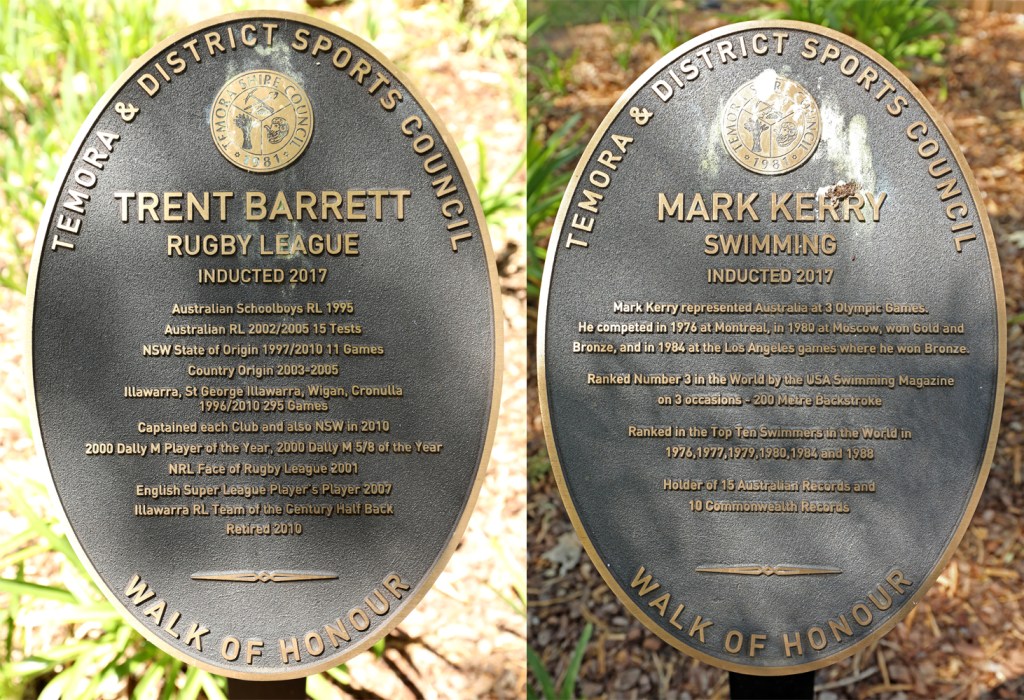 TEMORA & DISTRICT SPORTS COUNCIL
TEMORA SHIRE COUNCIL
1981
TRENT BARRETT
RUGBY LEAGUE
INDUCTED 2017
Australian Schoolboys RL 1995
Australian RL 2002/2005 15 Tests
NSW State of Origin 1997/2010 11 Games
Country Origin 2003-2005
Illawarra, St George Illawarra, Wigan, Cronulla
1996/2010 295 Games
Captained each Club and also NSW in 2010
2000 Dally M Player of the Year, 2000 Dally M 5/8 of the Year
NRL Face of Rugby League 2001
English Super League Player's Player 2007
Illawarra RL Team of the Century Half Back
Retired 2010
WALK OF HONOUR
TEMORA & DISTRICT SPORTS COUNCIL
TEMORA SHIRE COUNCIL
1981
MARK KERRY
SWIMMING
INDUCTED 2017
Mark Kerry represented Australia at 3 Olympic Games.
He competed in 1976 at Montreal, in 1980 at Moscow, won Gold and
Bronze, and in 1984 at the Los Angeles games where he won Bronze.
Ranked Number 3 in the World by the USA Swimming Magazine
on 3 occasions - 200 Metre Backstroke
Ranked in the Top Ten Swimmers in the World in
1976,1977,1979,1980,1984 and 1988
Holder of 15 Australian Records and
10 Commonwealth Records
WALK OF HONOUR